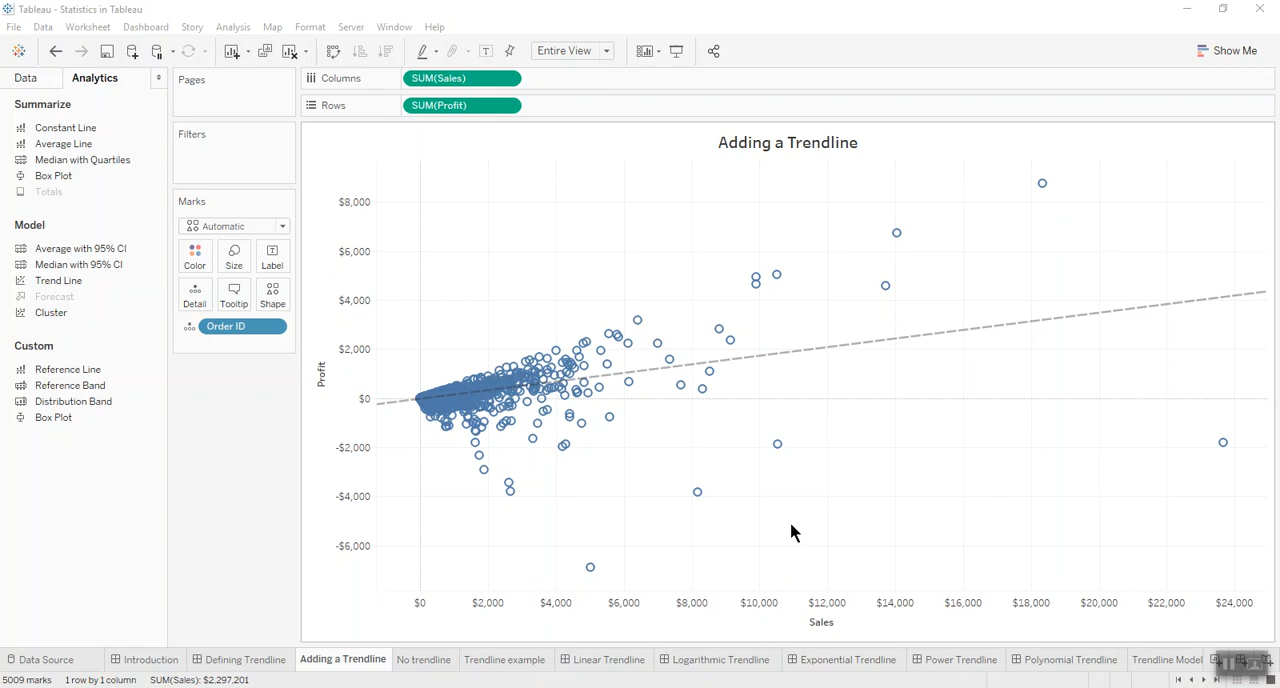 Tableau - Statistics in Tableau
File Data Worksheet Dashboard Story Analysis Map Format Server Window Help
Entire View
Show Me
Data Analytics
Summarize
Constant Line
Average Line
Median with Quartiles
Box Plot
Totals
Model
Average with 95% CI
Median with 95% CI
Trend Line
Forecast
Cluster
Custom
Reference Line
Reference Band
Distribution Band
Box Plot
Pages
Filters
Marks
Automatic
Color Size Label
Detail Tooltip Shape
Order ID
Columns SUM(Sales)
Rows SUM(Profit)
Adding a Trendline
$8,000
$6,000
$4,000
$2,000
$0
-$2,000
-$4,000
-$6,000
Profit
$0 $2,000 $4,000 $6,000 $8,000 $10,000 $12,000 $14,000 $16,000 $18,000 $20,000 $22,000 $24,000
Sales
Data Source Introduction Defining Trendline Adding a Trendline No trendline Trendline example Linear Trendline Logarithmic Trendline Exponential Trendline Power Trendline Polynomial Trendline Trendline Model
5009 marks 1 row by 1 column SUM(Sales): $2,297,201